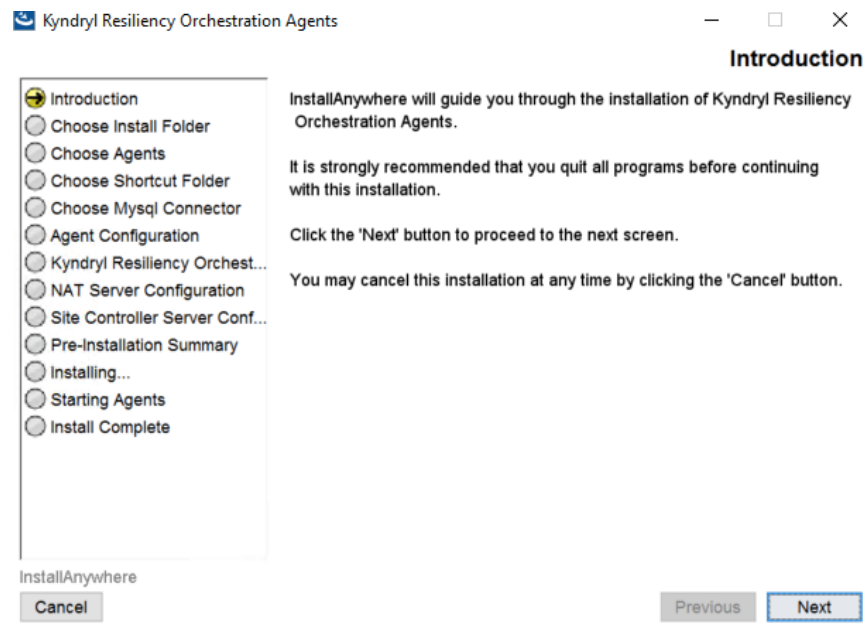 Kyndryl Resiliency Orchestration Agents
Introduction
Introduction
Choose Install Folder
Choose Agents
Choose Shortcut Folder
Choose Mysql Connector
Agent Configuration
Kyndryl Resiliency Orchest...
NAT Server Configuration
Site Controller Server Conf...
Pre-Installation Summary
Installing...
Starting Agents
Install Complete
InstallAnywhere will guide you through the installation of Kyndryl Resiliency
Orchestration Agents.
It is strongly recommended that you quit all programs before continuing
with this installation.
Click the 'Next' button to proceed to the next screen.
You may cancel this installation at any time by clicking the 'Cancel' button.
InstallAnywhere
Cancel
Previous
Next